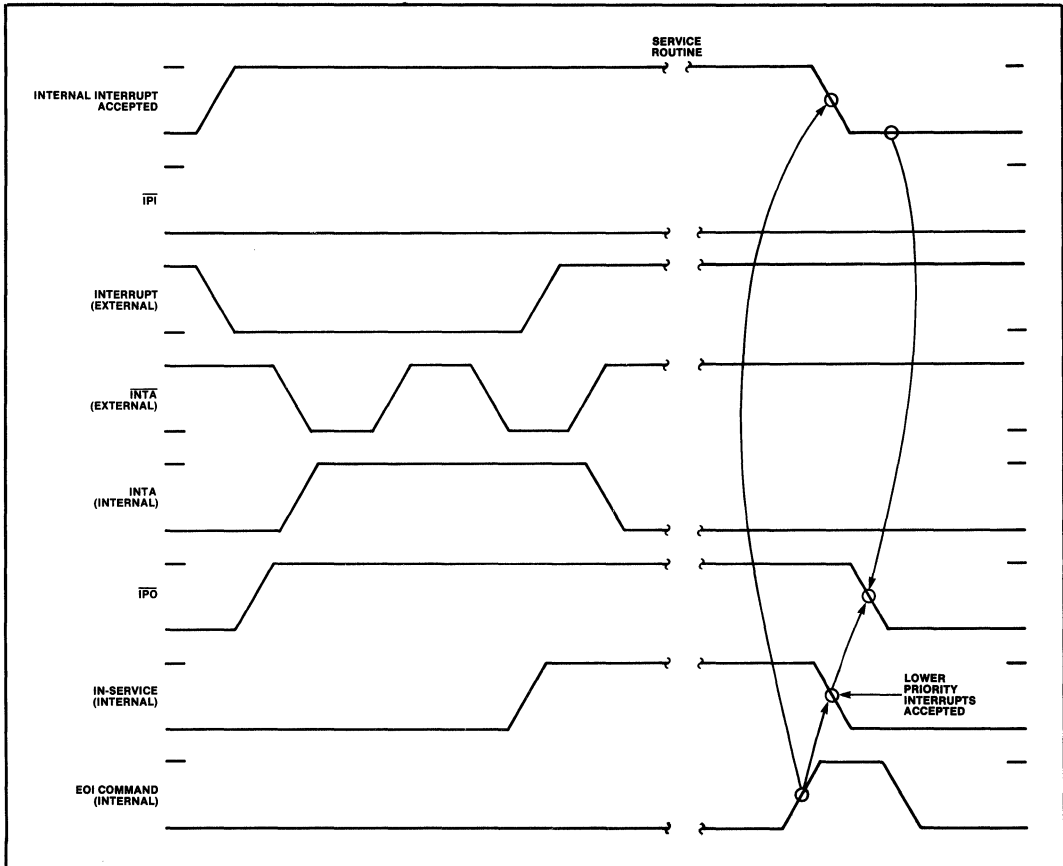 SERVICE
ROUTINE
INTERNAL INTERRUPT
ACCEPTED
IPI
INTERRUPT
(EXTERNAL)
INTA
(EXTERNAL)
INTA
(INTERNAL)
IPO
IN-SERVICE
(INTERNAL)
LOWER
PRIORITY
INTERRUPTS
ACCEPTED
EOI COMMAND
(INTERNAL)